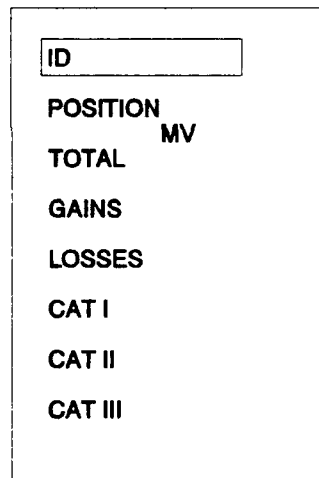 ID
POSITION
MV
TOTAL
GAINS
LOSSES
CAT I
CAT II
CAT III